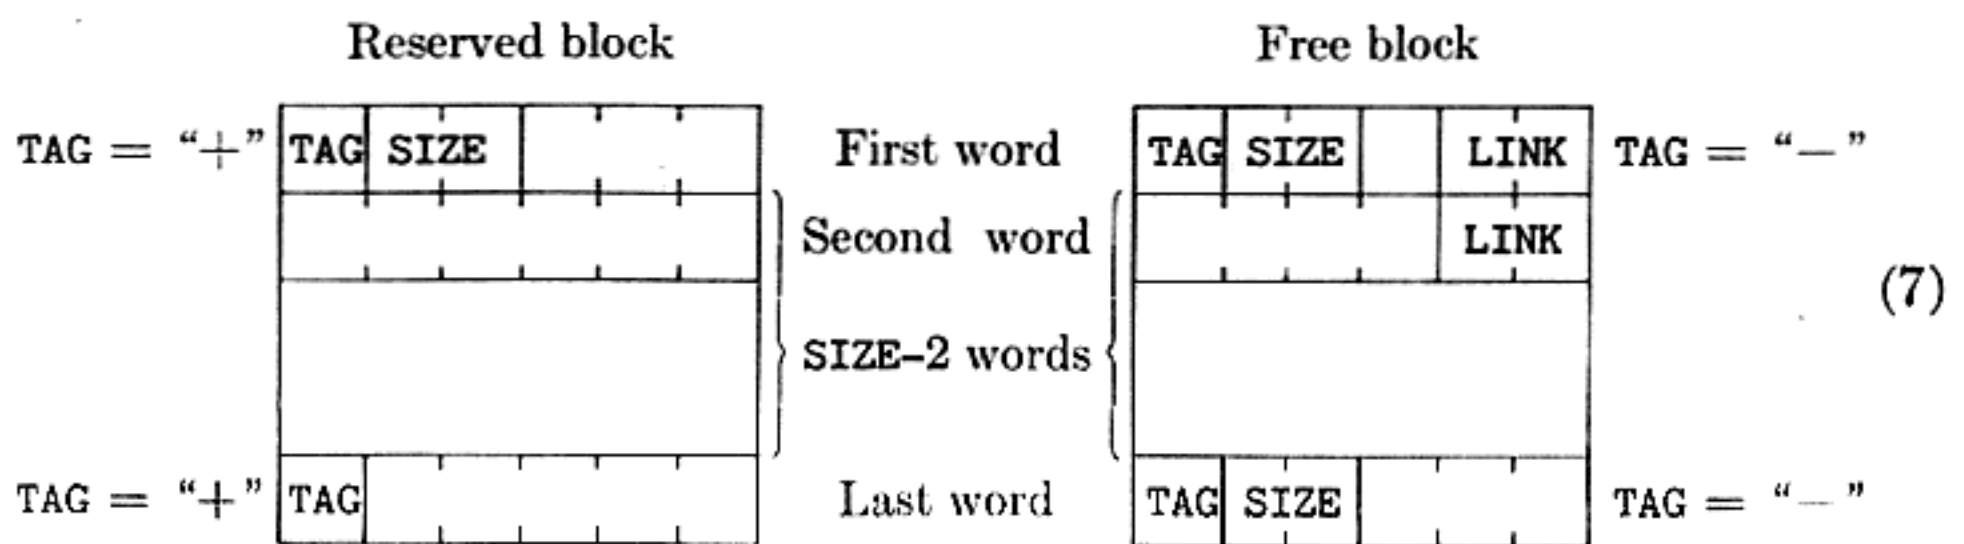 Reserved block Free block
TAG = “+” TAG SIZE First word TAG SIZE LINK TAG = “−”
Second word LINK
(7)
SIZE–2 words
TAG = “+” TAG Last word TAG SIZE TAG = “−”